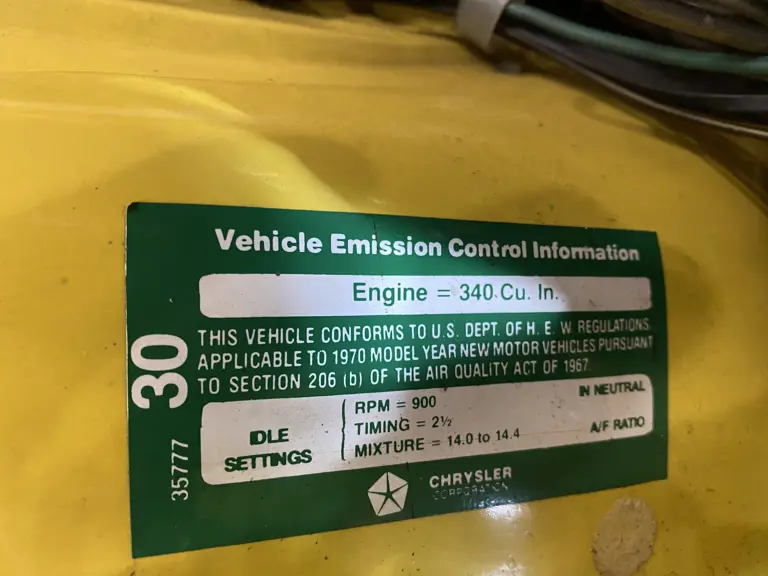 Vehicle Emission Control Information
Engine = 340 Cu. In.
THIS VEHICLE CONFORMS TO U.S. DEPT. OF H. E. W. REGULATIONS
APPLICABLE TO 1970 MODEL YEAR NEW MOTOR VEHICLES PURSUANT
TO SECTION 206 (b) OF THE AIR QUALITY ACT OF 1967
IDLE
SETTINGS
RPM = 900 IN NEUTRAL
TIMING = 2½
MIXTURE = 14.0 to 14.4 A/F RATIO
CHRYSLER
CORPORATION
30
35777